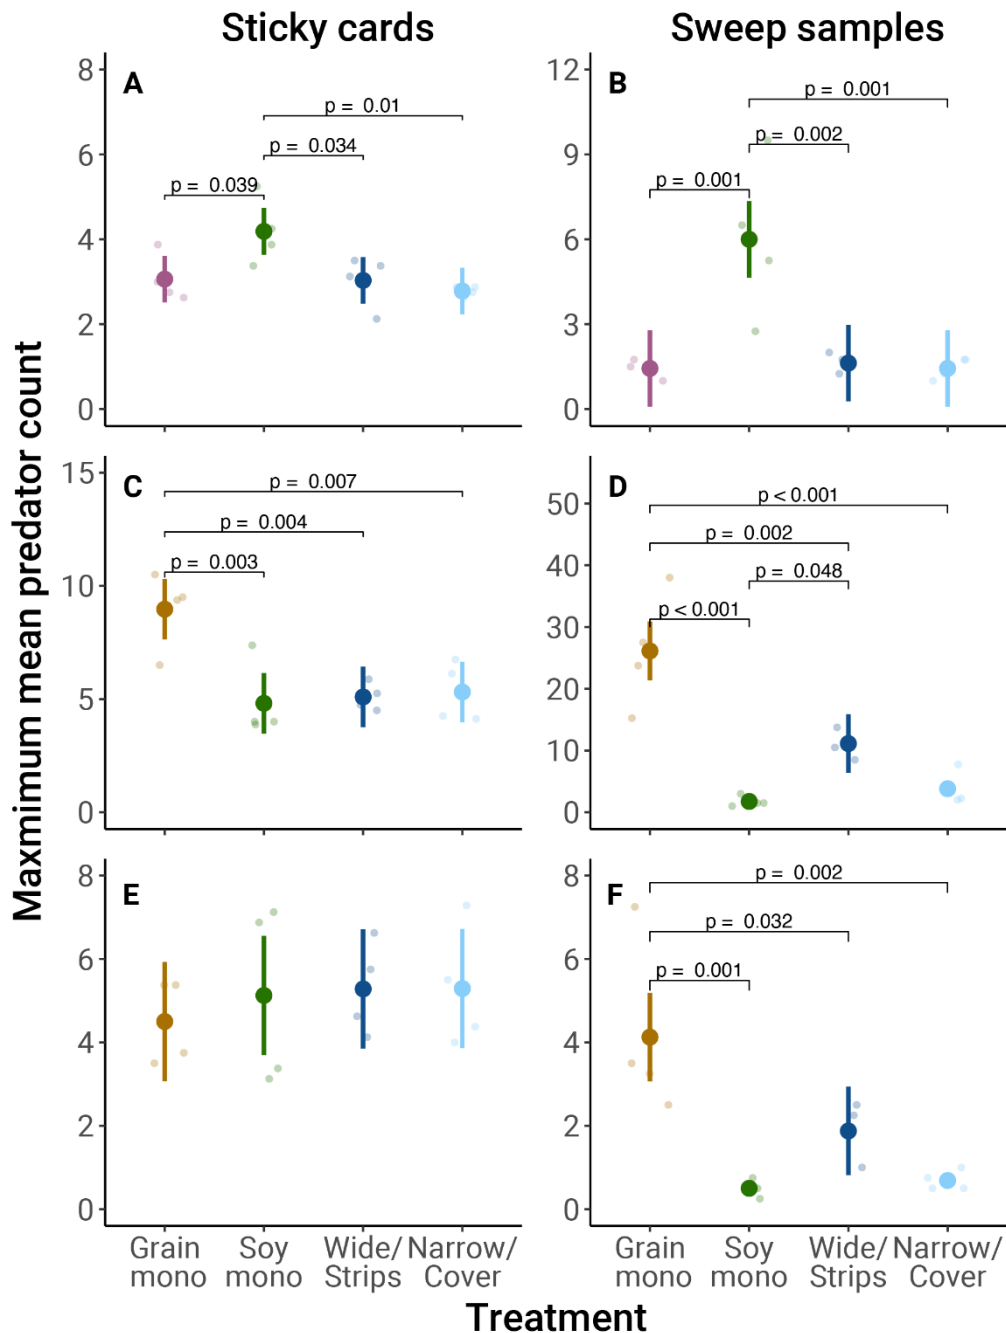 Sticky cards
Sweep samples
Maxmimum mean predator count
A
8
6
4
2
0
p = 0.01
p = 0.034
p = 0.039
B
12
9
6
3
0
p = 0.001
p = 0.002
p = 0.001
C
15
10
5
0
p = 0.007
p = 0.004
p = 0.003
D
50
40
30
20
10
0
p < 0.001
p = 0.002
p = 0.048
p < 0.001
E
8
6
4
2
0
F
8
6
4
2
0
p = 0.002
p = 0.032
p = 0.001
Grain mono
Soy mono
Wide/ Strips
Narrow/ Cover
Grain mono
Soy mono
Wide/ Strips
Narrow/ Cover
Treatment